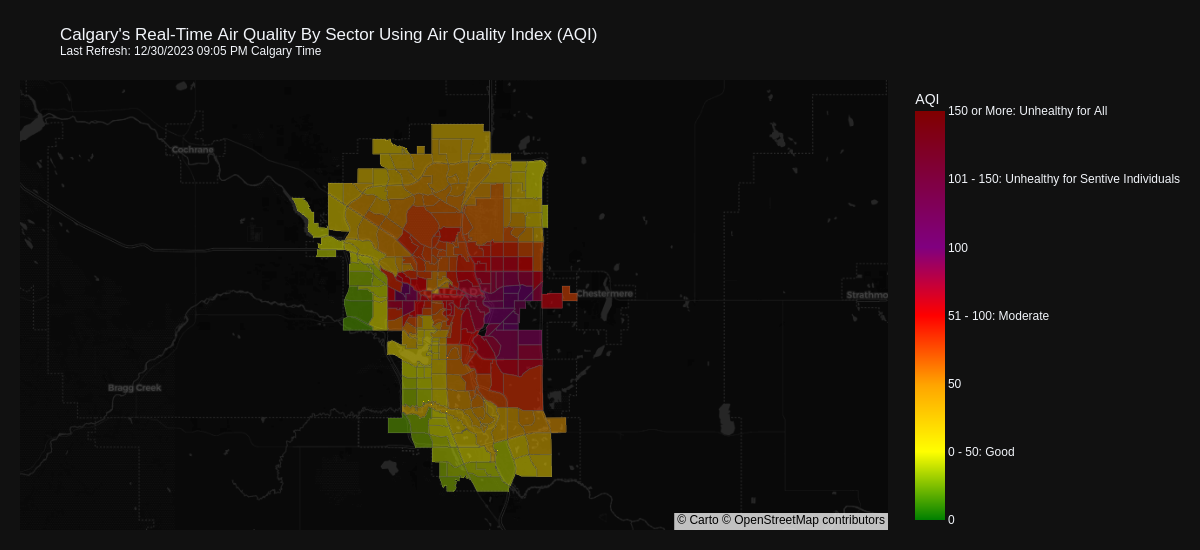 Calgary's Real-Time Air Quality By Sector Using Air Quality Index (AQI)
Last Refresh: 12/30/2023 09:05 PM Calgary Time
AQI
150 or More: Unhealthy for All
Cochrane
101 - 150: Unhealthy for Sentive Individuals
100
CALGARY
Chestermere
Strathmo
51 - 100: Moderate
Bragg Creek
50
0 - 50: Good
0
© Carto © OpenStreetMap contributors